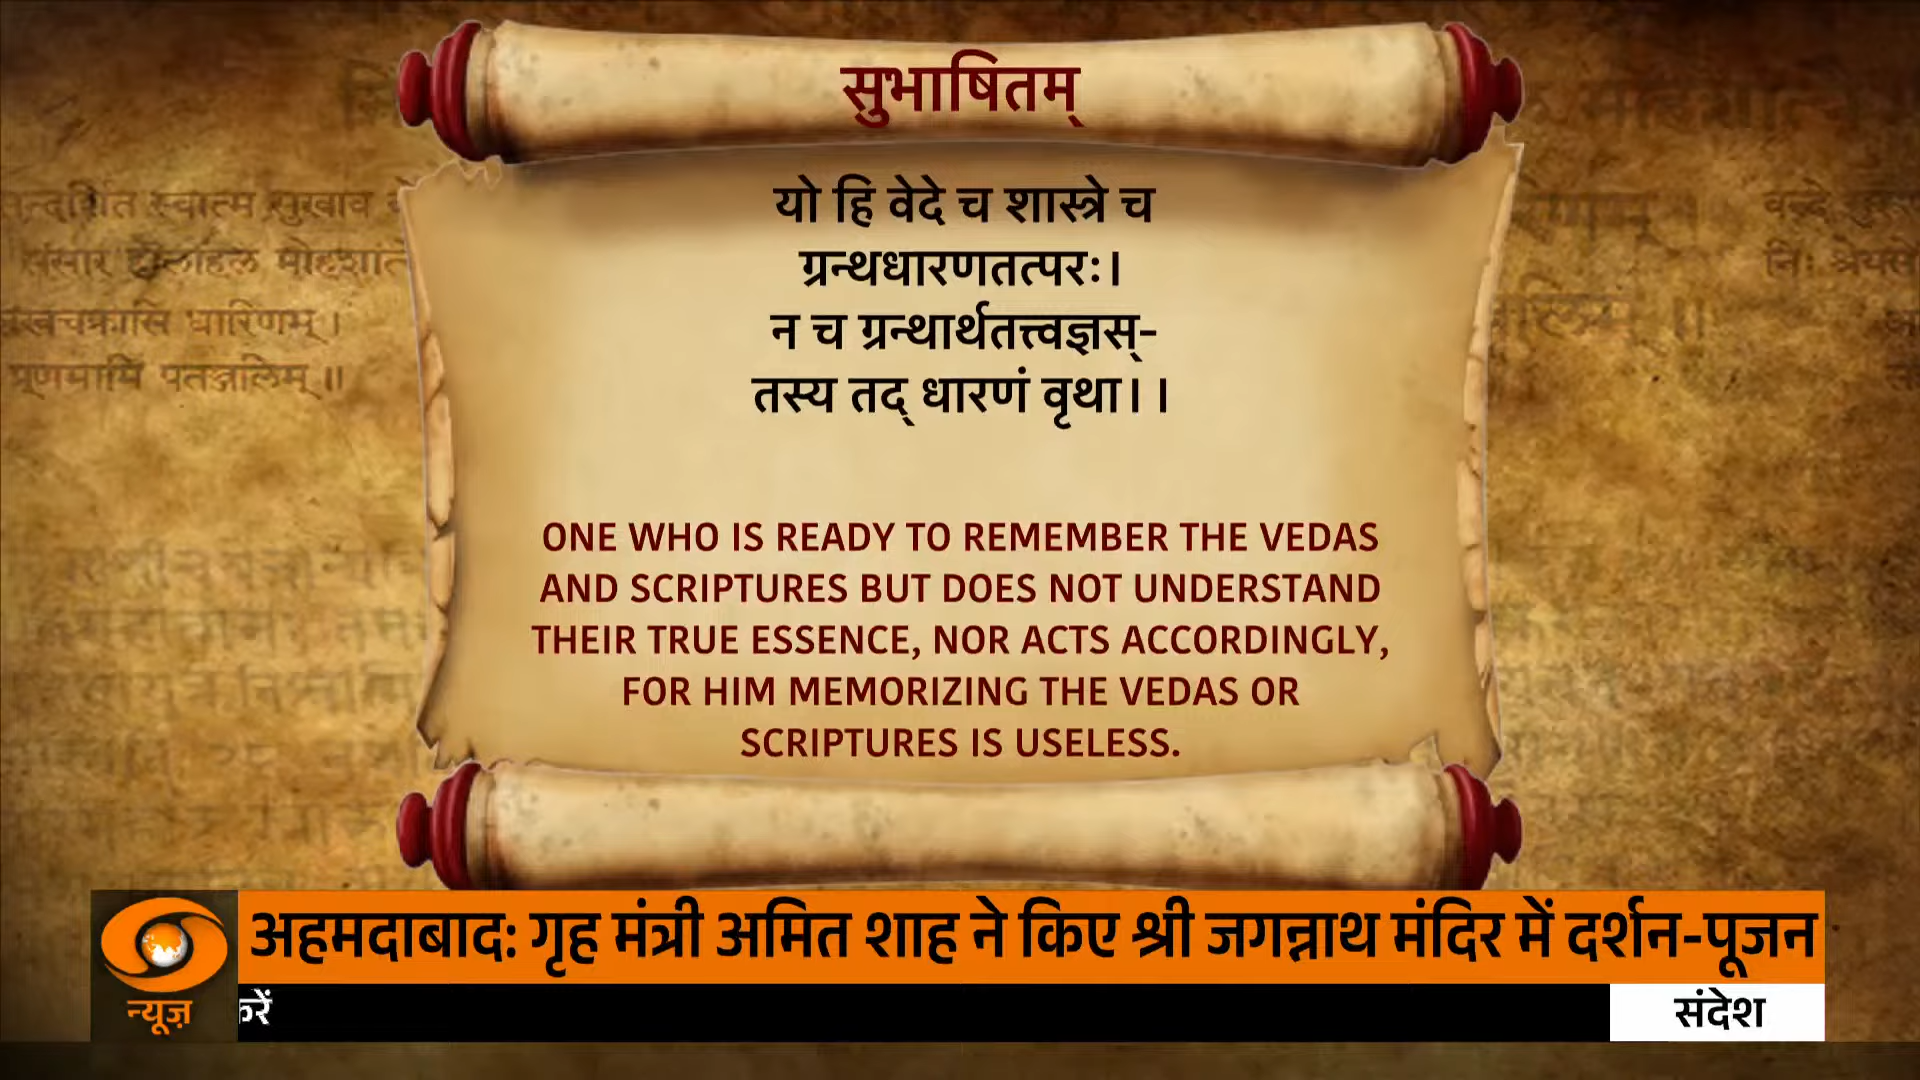 सुभाषितम्
यो हि वेदे च शास्त्रे च
ग्रन्थधारणतत्परः।
न च ग्रन्थार्थतत्त्वज्ञस्-
तस्य तद् धारणं वृथा।।
ONE WHO IS READY TO REMEMBER THE VEDAS
AND SCRIPTURES BUT DOES NOT UNDERSTAND
THEIR TRUE ESSENCE, NOR ACTS ACCORDINGLY,
FOR HIM MEMORIZING THE VEDAS OR
SCRIPTURES IS USELESS.
अहमदाबाद: गृह मंत्री अमित शाह ने किए श्री जगन्नाथ मंदिर में दर्शन-पूजन
न्यूज़
संदेश